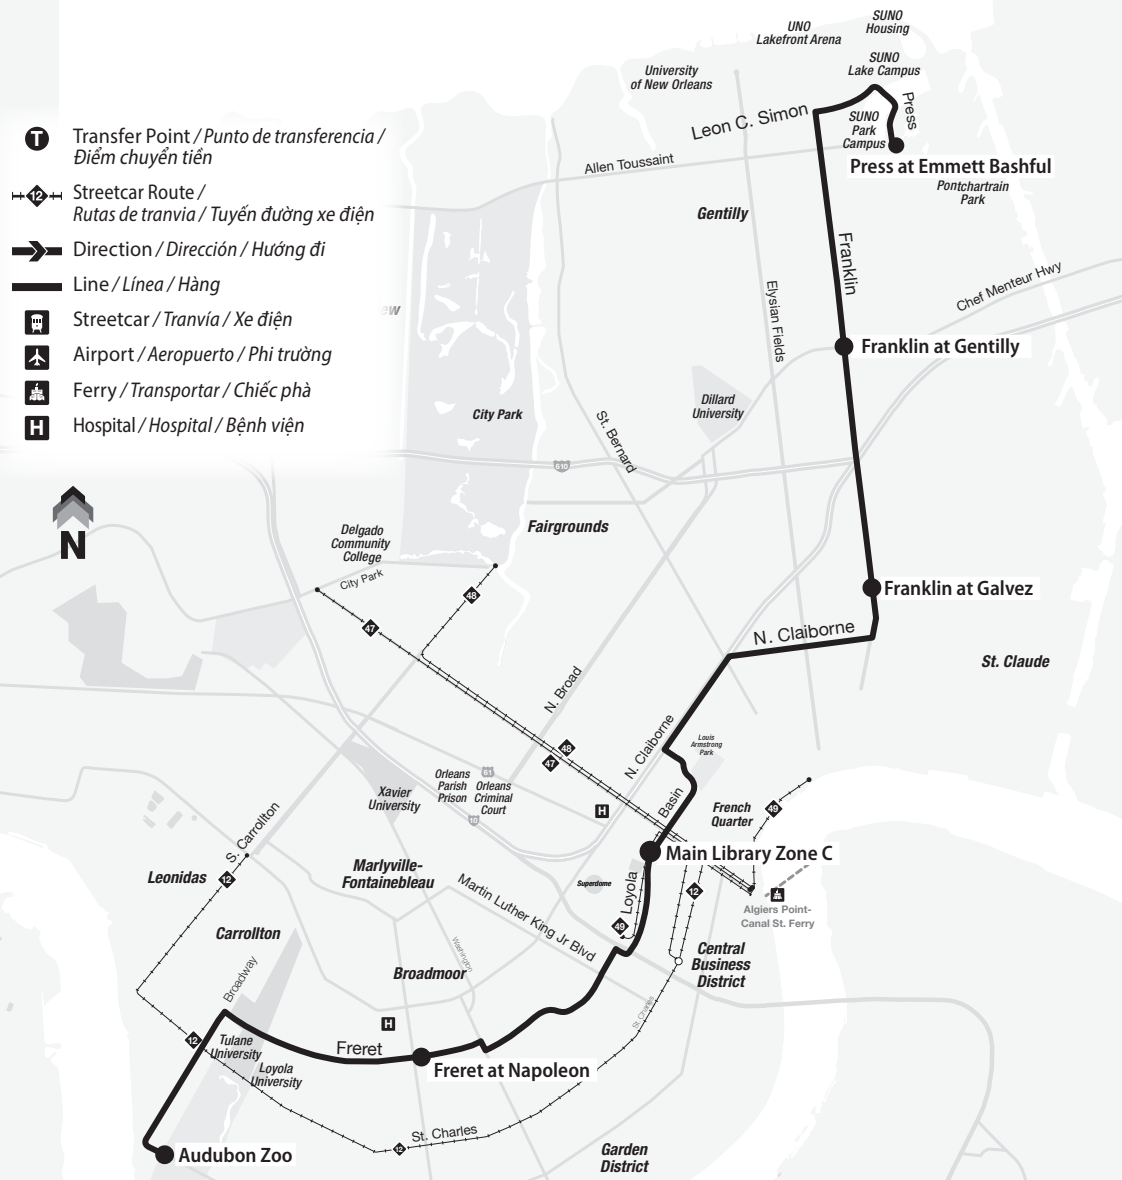 UNO
Lakefront Arena
SUNO
Housing
University
of New Orleans
SUNO
Lake Campus
Leon C. Simon
Press
SUNO
Park
Campus
Press at Emmett Bashful
Allen Toussaint
Pontchartrain
Park
Gentilly
T
Transfer Point / Punto de transferencia /
Điểm chuyển tiền
12
Streetcar Route /
Rutas de tranvia / Tuyến đường xe điện
Direction / Dirección / Hướng đi
Line / Línea / Hàng
Streetcar / Tranvía / Xe điện
Airport / Aeropuerto / Phi trường
Ferry / Transportar / Chiếc phà
H
Hospital / Hospital / Bệnh viện
N
ew
Franklin
Chef Menteur Hwy
Elysian Fields
Franklin at Gentilly
Dillard
University
City Park
St. Bernard
610
Fairgrounds
Delgado
Community
College
City Park
48
47
Franklin at Galvez
N. Claiborne
St. Claude
N. Broad
N. Claiborne
48
47
Louis
Armstrong
Park
Orleans
Parish
Prison
61
Orleans
Criminal
Court
10
Xavier
University
H
Basin
French
Quarter
49
S. Carrollton
Main Library Zone C
Leonidas
12
Marlyville-
Fontainebleau
Superdome
Martin Luther King Jr Blvd
Loyola
49
12
Algiers Point-
Canal St. Ferry
Carrollton
Washington
Central
Business
District
Broadmoor
Broadway
St. Charles
H
12
Tulane
University
Freret
Loyola
University
Freret at Napoleon
St. Charles
12
Audubon Zoo
Garden
District